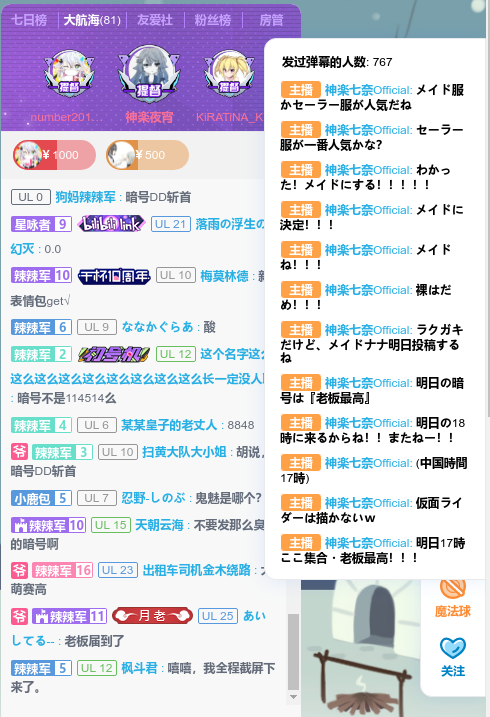 七日榜 大航海(81) 友爱社 粉丝榜 房管
提督 提督 提督
number201... 神楽夜宵 KiRATiNA_K
¥ 1000 ¥ 500
UL 0 狗妈辣辣军 : 暗号DD斩首
星咏者 9 bilibili link UL 21 落雨の浮生の
幻灭 : 0.0
辣辣军 10 干杯!周年 UL 10 梅莫林德 : 新
表情包get√
辣辣军 6 UL 9 ななかぐらあ : 酸
辣辣军 2 初号机 UL 12 这个名字这么
这么这么这么这么这么这么这么这么长一定没人
: 暗号不是114514么
辣辣军 4 UL 6 某某皇子的老丈人 : 8848
爷 辣辣军 3 UL 10 扫黄大队大小姐 : 胡说，
暗号DD斩首
小鹿包 5 UL 7 忍野-しのぶ : 鬼魅是哪个?
辣辣军 10 UL 15 天朝云海 : 不要发那么臭
的暗号啊
爷 辣辣军 16 UL 23 出租车司机金木绕路 :
萌赛高
爷 辣辣军 11 月老 UL 25 あい
してる-- : 老板届到了
辣辣军 5 UL 12 枫斗君 : 嘻嘻，我全程截屏下
来了。
发过弹幕的人数: 767
主播 神楽七奈Official: メイド服
かセーラー服が人気だね
主播 神楽七奈Official: セーラー
服が一番人気かな?
主播 神楽七奈Official: わかっ
た！メイドにする！！！！！
主播 神楽七奈Official: メイドに
決定！！！
主播 神楽七奈Official: メイド
ね！！！
主播 神楽七奈Official: 裸はだ
め！！！
主播 神楽七奈Official: ラクガキ
だけど、メイドナナ明日投稿する
ね
主播 神楽七奈Official: 明日の暗
号は『老板最高』
主播 神楽七奈Official: 明日の18
時に来るからね！！またねー！！
主播 神楽七奈Official: (中国時間
17時)
主播 神楽七奈Official: 仮面ライ
ダーは描かないｗ
主播 神楽七奈Official: 明日17時
ここ集合・老板最高！！！
魔法球
关注